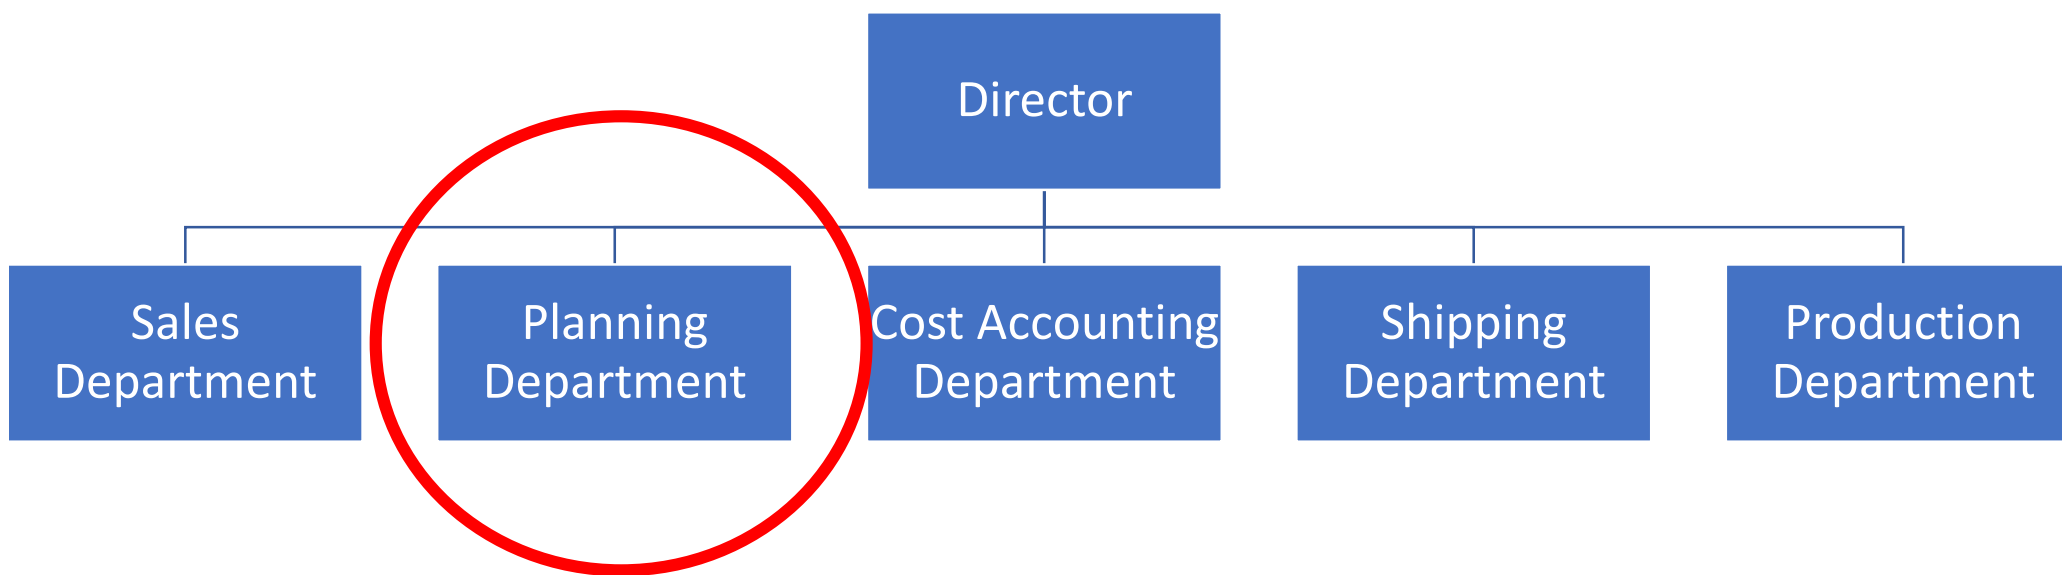 Director
Sales
Department
Planning
Department
Cost Accounting
Department
Shipping
Department
Production
Department